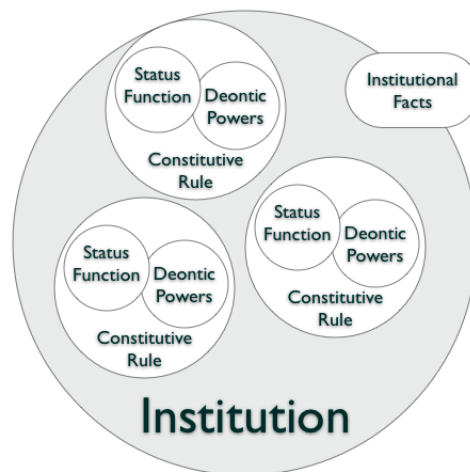 Status
Function
Deontic
Powers
Constitutive
Rule
Institutional
Facts
Status
Function
Deontic
Powers
Constitutive
Rule
Status
Function
Deontic
Powers
Constitutive
Rule
Institution